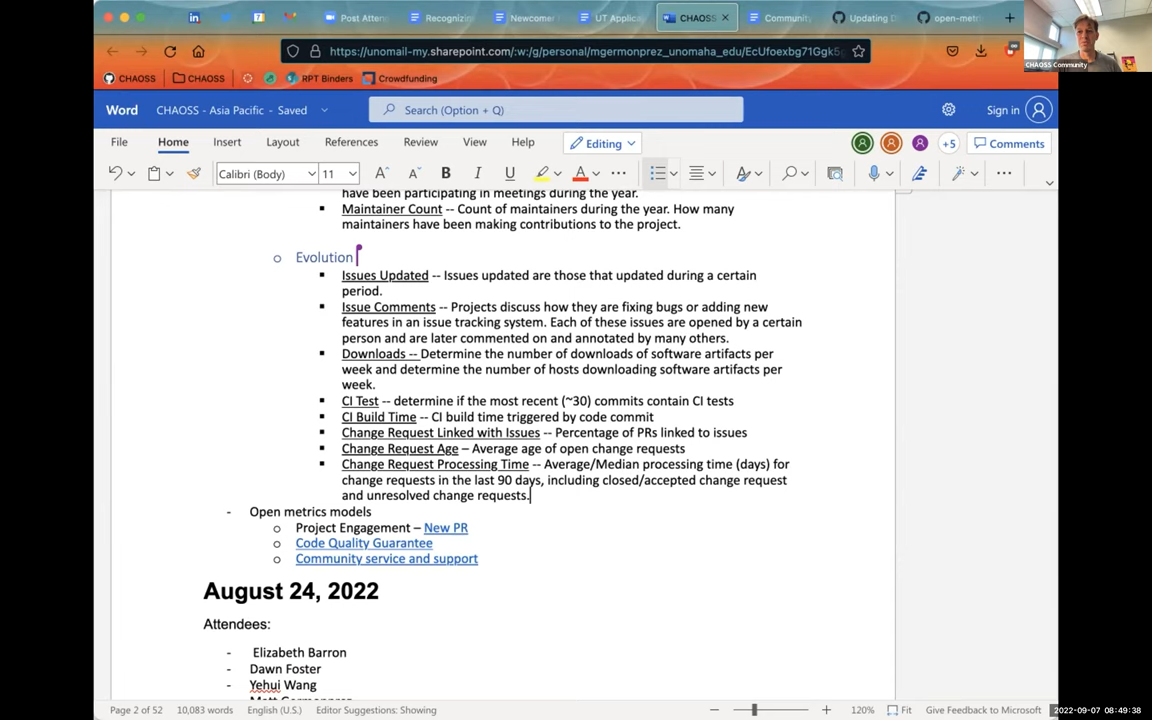 Post Atten
Recognizin
Newcome
UT Applica
CHAOSS
Communit
Updating D
open-metri
https://unomail-my.sharepoint.com/:w:/g/personal/mgermonprez_unomaha_edu/EcUfoexbg71Ggk5
CHAOSS
CHAOSS
RPT Binders
Crowdfunding
CHAOSS Community
Word
CHAOSS - Asia Pacific - Saved
Search (Option + Q)
Sign in
File
Home
Insert
Layout
References
Review
View
Help
Editing
+5
Comments
Calibri (Body)
11
have been participating in meetings during the year.
Maintainer Count -- Count of maintainers during the year. How many
maintainers have been making contributions to the project.
Evolution
Issues Updated -- Issues updated are those that updated during a certain
period.
Issue Comments -- Projects discuss how they are fixing bugs or adding new
features in an issue tracking system. Each of these issues are opened by a certain
person and are later commented on and annotated by many others.
Downloads -- Determine the number of downloads of software artifacts per
week and determine the number of hosts downloading software artifacts per
week.
CI Test -- determine if the most recent (~30) commits contain CI tests
CI Build Time -- CI build time triggered by code commit
Change Request Linked with Issues -- Percentage of PRs linked to issues
Change Request Age – Average age of open change requests
Change Request Processing Time -- Average/Median processing time (days) for
change requests in the last 90 days, including closed/accepted change request
and unresolved change requests.
- Open metrics models
Project Engagement – New PR
Code Quality Guarantee
Community service and support
August 24, 2022
Attendees:
- Elizabeth Barron
- Dawn Foster
- Yehui Wang
Page 2 of 52
10,083 words
English (U.S.)
Editor Suggestions: Showing
120%
Fit
Give Feedback to Microsoft
2022-09-07 08:49:38